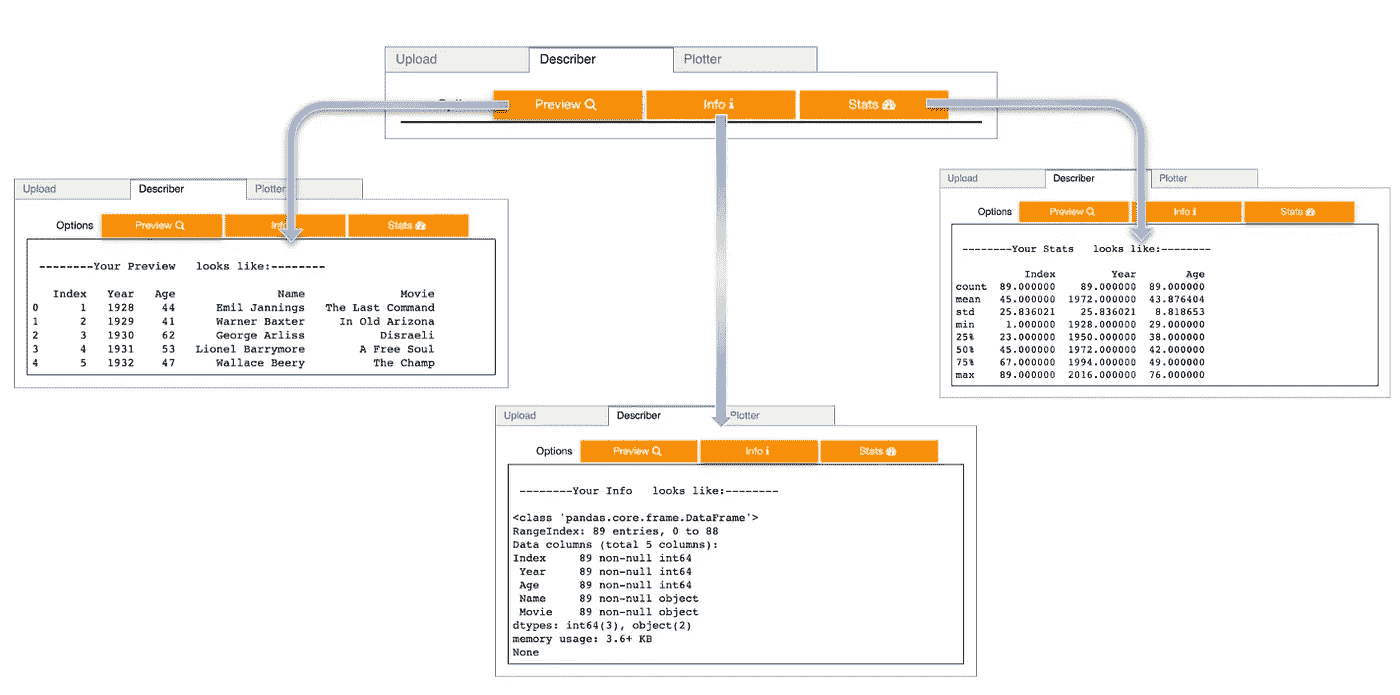 Upload Describer Plotter
Preview Info i Stats
Upload Describer Plotter
Options Preview Info Stats
--------Your Preview   looks like:--------
Index Year Age Name Movie
0 1 1928 44 Emil Jannings The Last Command
1 2 1929 41 Warner Baxter In Old Arizona
2 3 1930 62 George Arliss Disraeli
3 4 1931 53 Lionel Barrymore A Free Soul
4 5 1932 47 Wallace Beery The Champ
Upload Describer Plotter
Options Preview Info i Stats
--------Your Stats   looks like:--------
Index Year Age
count 89.000000 89.000000 89.000000
mean 45.000000 1972.000000 43.876404
std 25.836021 25.836021 8.818653
min 1.000000 1928.000000 29.000000
25% 23.000000 1950.000000 38.000000
50% 45.000000 1972.000000 42.000000
75% 67.000000 1994.000000 49.000000
max 89.000000 2016.000000 76.000000
Upload Describer Plotter
Options Preview Info i Stats
--------Your Info   looks like:--------
<class 'pandas.core.frame.DataFrame'>
RangeIndex: 89 entries, 0 to 88
Data columns (total 5 columns):
Index 89 non-null int64
Year 89 non-null int64
Age 89 non-null int64
Name 89 non-null object
Movie 89 non-null object
dtypes: int64(3), object(2)
memory usage: 3.6+ KB
None